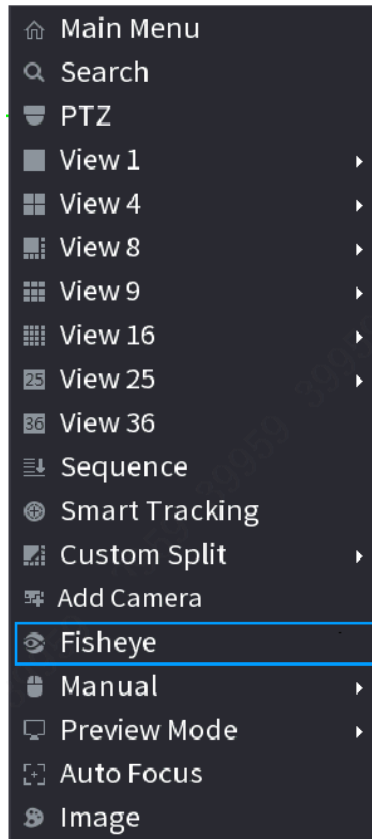 Main Menu
Search
PTZ
View 1
View 4
View 8
View 9
View 16
25 View 25
36 View 36
Sequence
Smart Tracking
Custom Split
Add Camera
Fisheye
Manual
Preview Mode
Auto Focus
Image